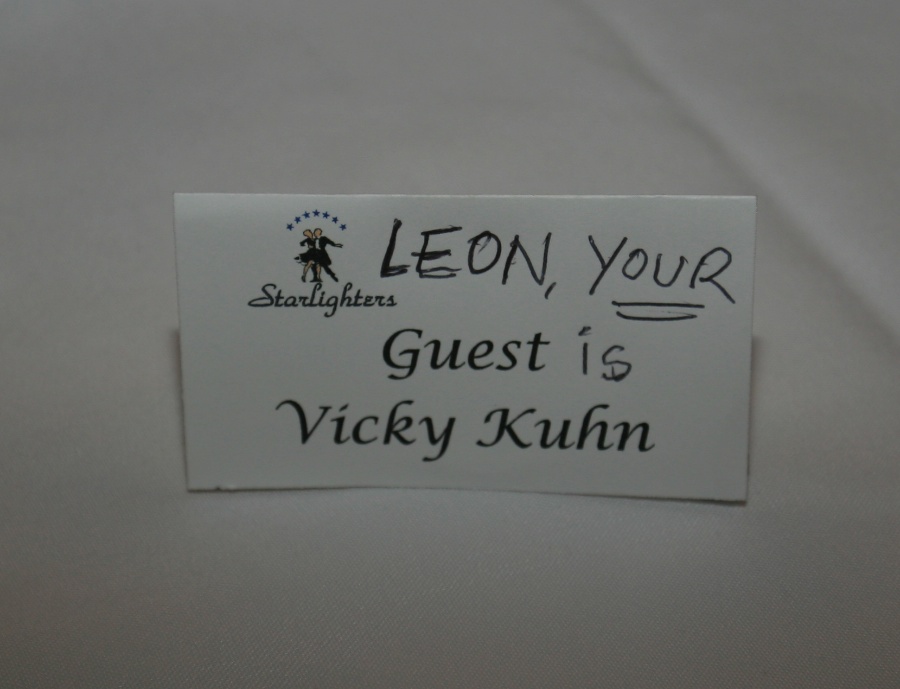 LEON, YOUR
Starlighters
Guest is
Vicky Kuhn